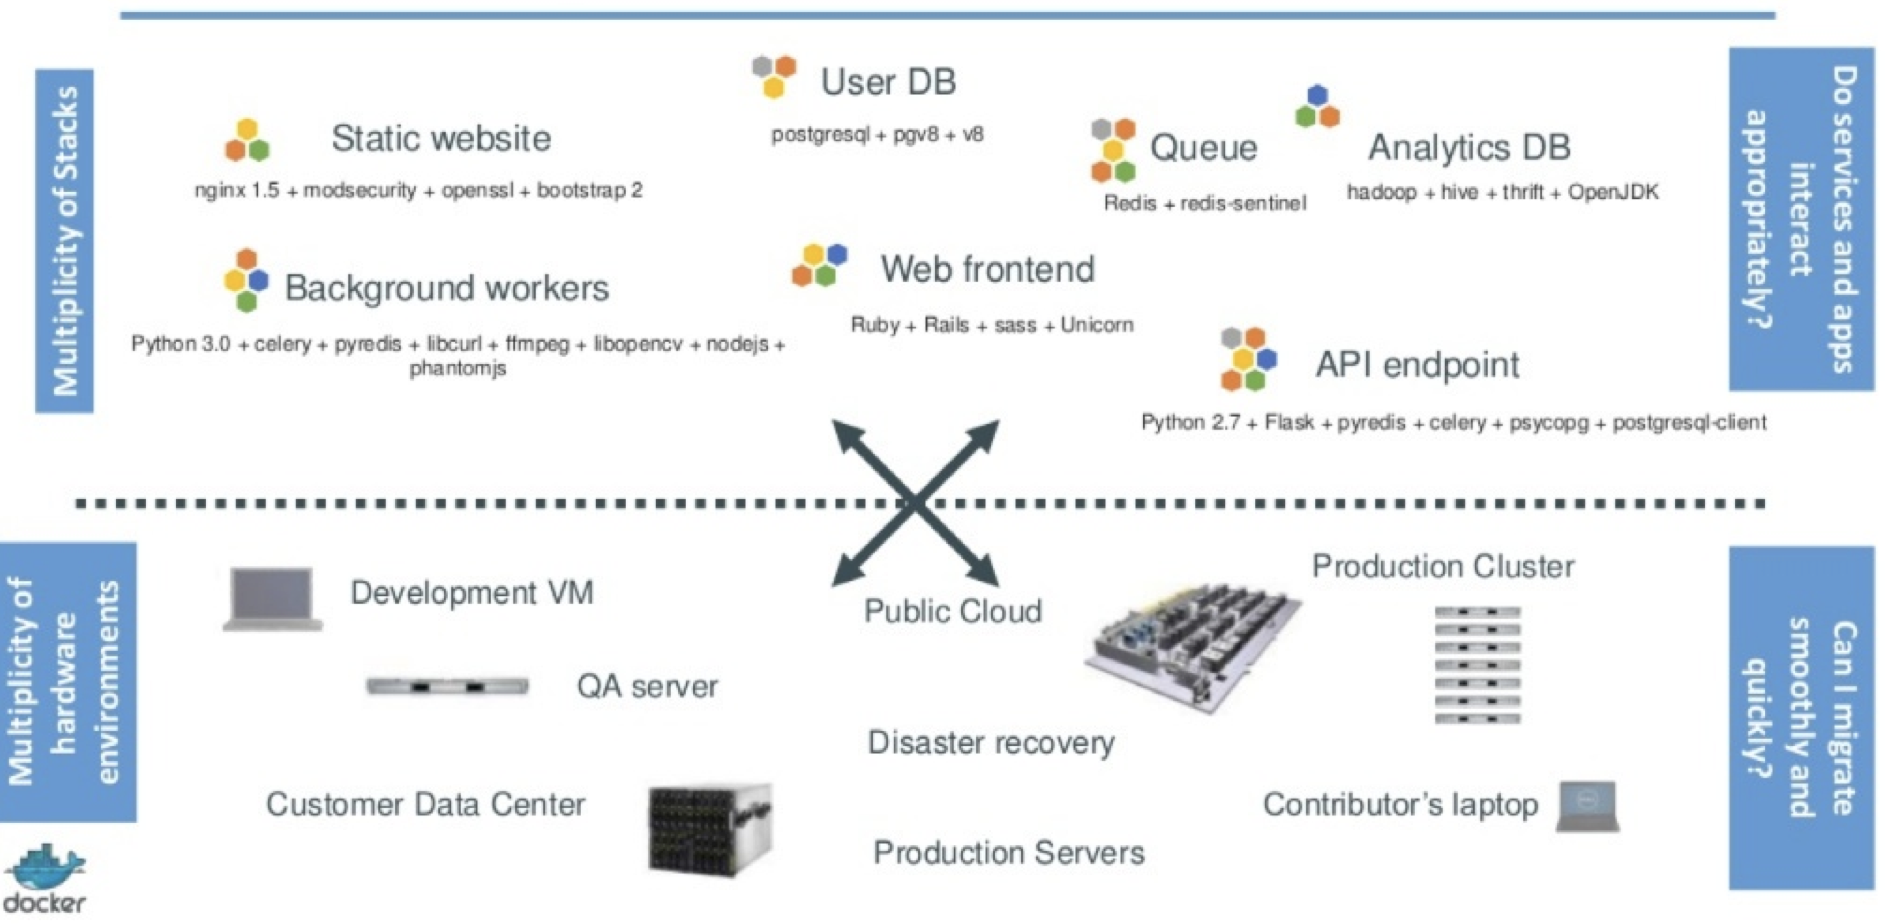 Multiplicity of Stacks
Static website
nginx 1.5 + modsecurity + openssl + bootstrap 2
User DB
postgresql + pgv8 + v8
Queue
Redis + redis-sentinel
Analytics DB
hadoop + hive + thrift + OpenJDK
Background workers
Python 3.0 + celery + pyredis + libcurl + ffmpeg + libopencv + nodejs +
phantomjs
Web frontend
Ruby + Rails + sass + Unicorn
API endpoint
Python 2.7 + Flask + pyredis + celery + psycopg + postgresql-client
Do services and apps
interact
appropriately?
Multiplicity of
hardware
environments
Development VM
QA server
Customer Data Center
Public Cloud
Disaster recovery
Production Servers
Production Cluster
Contributor’s laptop
Can I migrate
smoothly and
quickly?
docker